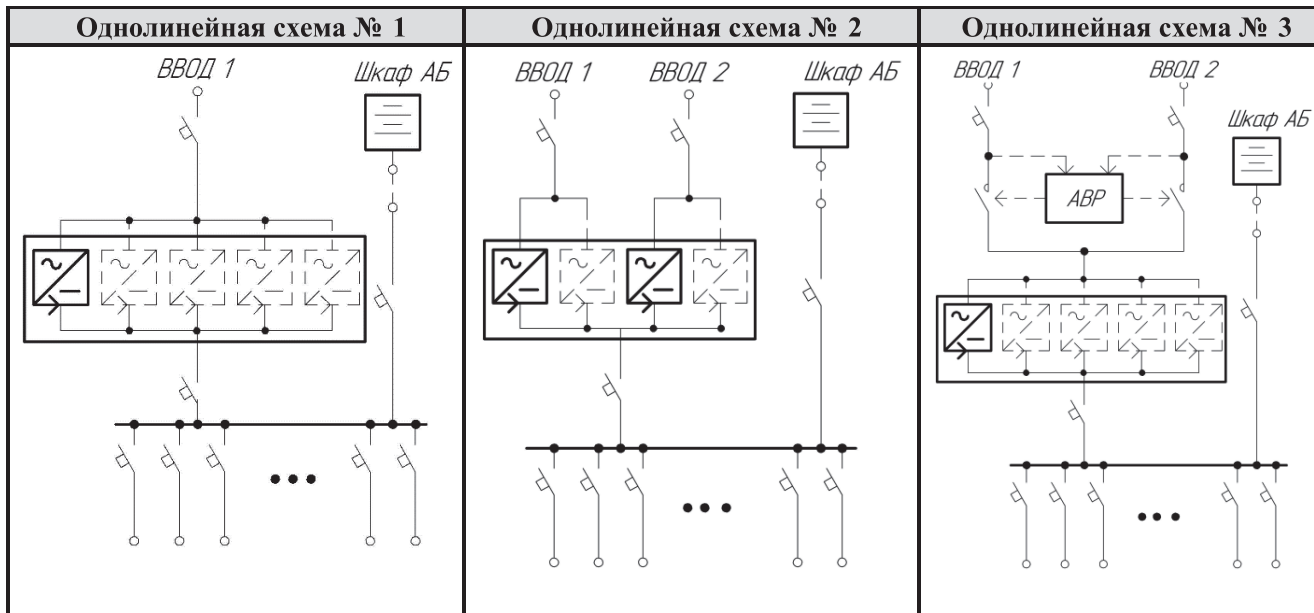 Однолинейная схема № 1
Однолинейная схема № 2
Однолинейная схема № 3
ВВОД 1
Шкаф АБ
ВВОД 1
ВВОД 2
Шкаф АБ
ВВОД 1
ВВОД 2
Шкаф АБ
АВР